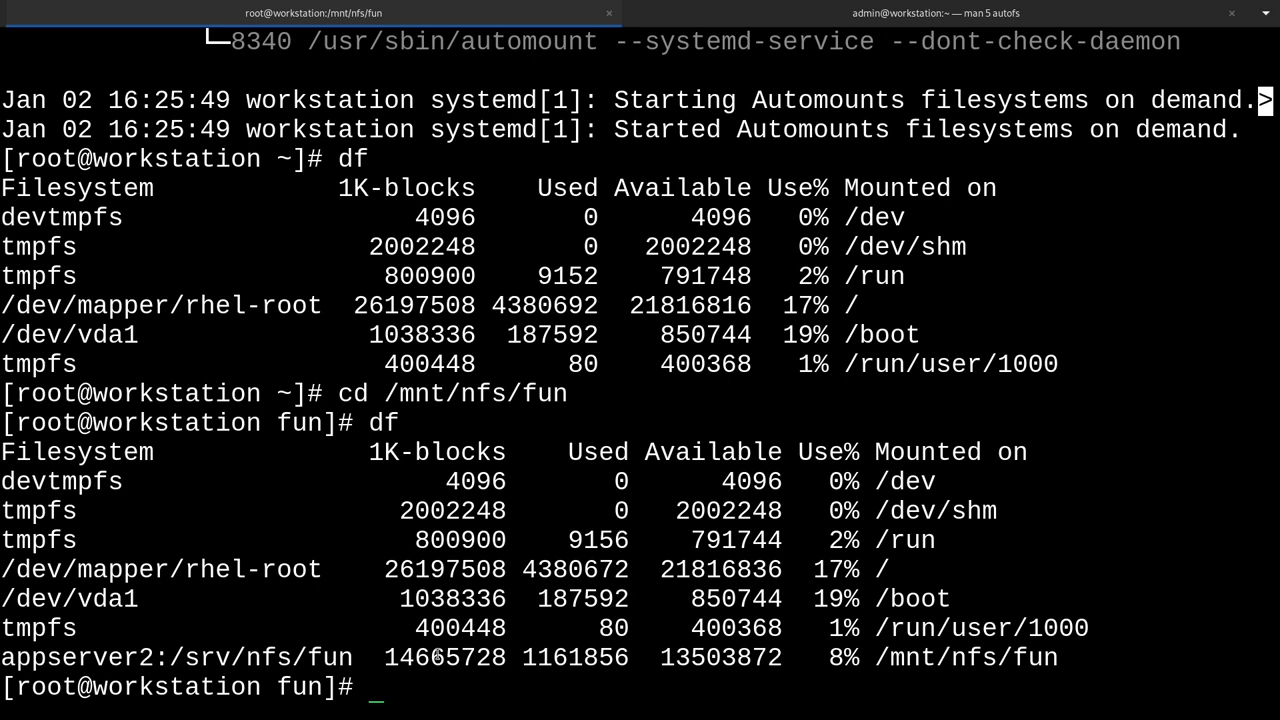 root@workstation:/mnt/nfs/fun × admin@workstation:~ — man 5 autofs ×
└─8340 /usr/sbin/automount --systemd-service --dont-check-daemon
Jan 02 16:25:49 workstation systemd[1]: Starting Automounts filesystems on demand.>
Jan 02 16:25:49 workstation systemd[1]: Started Automounts filesystems on demand.
[root@workstation ~]# df
Filesystem            1K-blocks    Used Available Use% Mounted on
devtmpfs                   4096       0      4096   0% /dev
tmpfs                   2002248       0   2002248   0% /dev/shm
tmpfs                    800900    9152    791748   2% /run
/dev/mapper/rhel-root  26197508 4380692  21816816  17% /
/dev/vda1               1038336  187592    850744  19% /boot
tmpfs                    400448      80    400368   1% /run/user/1000
[root@workstation ~]# cd /mnt/nfs/fun
[root@workstation fun]# df
Filesystem              1K-blocks    Used Available Use% Mounted on
devtmpfs                     4096       0      4096   0% /dev
tmpfs                     2002248       0   2002248   0% /dev/shm
tmpfs                      800900    9156    791744   2% /run
/dev/mapper/rhel-root    26197508 4380672  21816836  17% /
/dev/vda1                 1038336  187592    850744  19% /boot
tmpfs                      400448      80    400368   1% /run/user/1000
appserver2:/srv/nfs/fun  14665728 1161856  13503872   8% /mnt/nfs/fun
[root@workstation fun]#